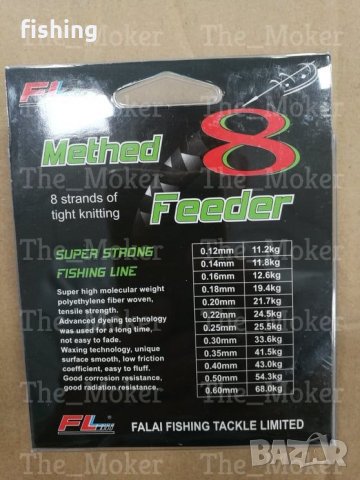 fishing
The_Moker The_Moker
FL
Methed 8
8 strands of
tight knitting
Feeder
SUPER STRONG
FISHING LINE
Super high molecular weight
polyethylene fiber woven,
tensile strength.
Advanced dyeing technology
was used for a long time,
not easy to fade.
Waxing technology, unique
surface smooth, low friction
coefficient, easy to fluff.
Good corrosion resistance,
good radiation resistance.
0.12mm 11.2kg
0.14mm 11.8kg
0.16mm 12.6kg
0.18mm 19.4kg
0.20mm 21.7kg
0.22mm 24.5kg
0.25mm 25.5kg
0.30mm 33.6kg
0.35mm 41.5kg
0.40mm 43.0kg
0.50mm 54.3kg
0.60mm 68.0kg
FL
FALAI FISHING TACKLE LIMITED
The_Moker The_Moker
BAZAR